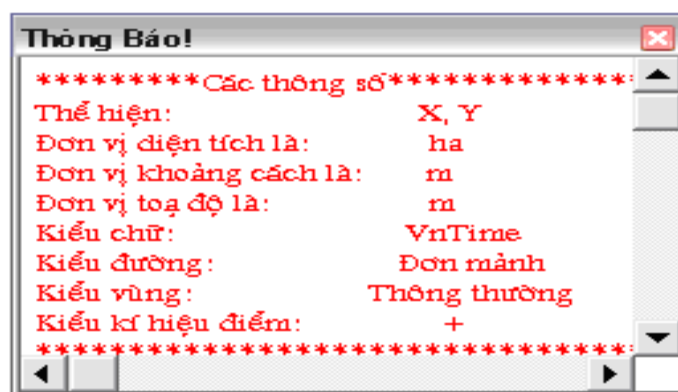 Thông Báo!
*********Các thông số*************
Thể hiện: X, Y
Đơn vị diện tích là: ha
Đơn vị khoảng cách là: m
Đơn vị toạ độ là: m
Kiểu chữ: VnTime
Kiểu đường: Đơn mảnh
Kiểu vùng: Thông thường
Kiểu kí hiệu điểm: +
*********************************